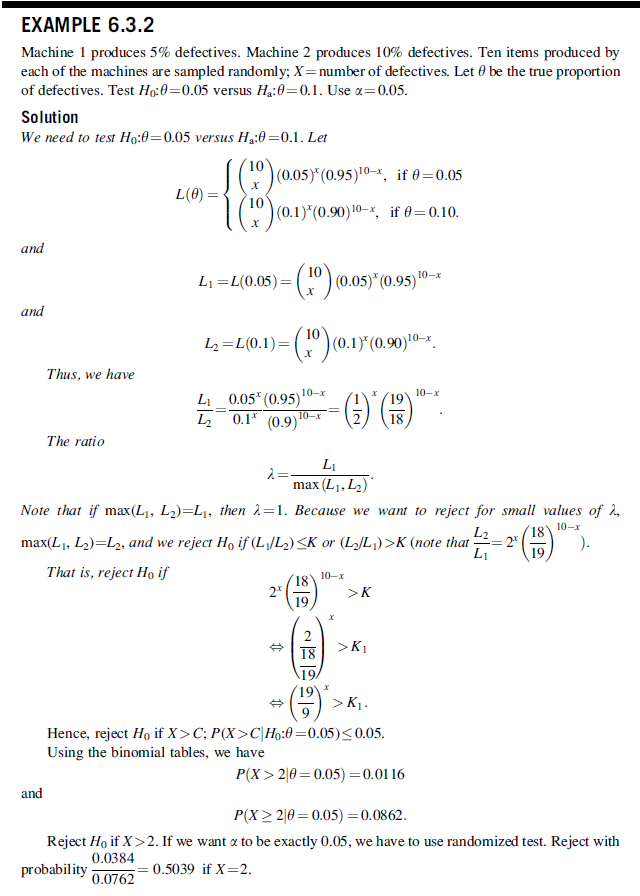 EXAMPLE 6.3.2
Machine 1 produces 5% defectives. Machine 2 produces 10% defectives. Ten items produced by
each of the machines are sampled randomly; X=number of defectives. Let θ be the true proportion
of defectives. Test H₀:θ=0.05 versus Hₐ:θ=0.1. Use α=0.05.
Solution
We need to test H₀:θ=0.05 versus Hₐ:θ=0.1. Let
L(θ) = { (10 x) (0.05)ˣ(0.95)¹⁰⁻ˣ, if θ=0.05
(10 x) (0.1)ˣ(0.90)¹⁰⁻ˣ, if θ=0.10.
and
L₁=L(0.05)= (10 x) (0.05)ˣ(0.95)¹⁰⁻ˣ
and
L₂=L(0.1)= (10 x) (0.1)ˣ(0.90)¹⁰⁻ˣ.
Thus, we have
L₁/L₂ = 0.05ˣ/0.1ˣ (0.95)¹⁰⁻ˣ/(0.9)¹⁰⁻ˣ = (1/2)ˣ (19/18)¹⁰⁻ˣ.
The ratio
λ = L₁/max (L₁, L₂).
Note that if max(L₁, L₂)=L₁, then λ=1. Because we want to reject for small values of λ,
max(L₁, L₂)=L₂, and we reject H₀ if (L₁/L₂)≤K or (L₂/L₁)>K (note that L₂/L₁ = 2ˣ (18/19)¹⁰⁻ˣ).
That is, reject H₀ if
2ˣ (18/19)¹⁰⁻ˣ > K
⇔ (2/(18/19))ˣ > K₁
⇔ (19/9)ˣ > K₁.
Hence, reject H₀ if X>C; P(X>C|H₀:θ=0.05)≤0.05.
Using the binomial tables, we have
P(X>2|θ=0.05)=0.0116
and
P(X≥2|θ=0.05)=0.0862.
Reject H₀ if X>2. If we want α to be exactly 0.05, we have to use randomized test. Reject with
probability 0.0384/0.0762 = 0.5039 if X=2.